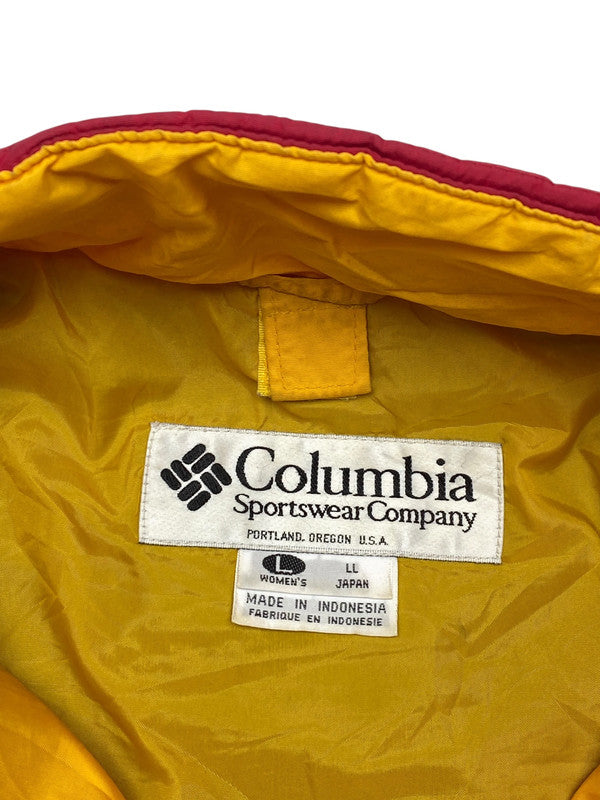 Columbia
Sportswear Company
PORTLAND, OREGON U.S.A.
L LL
WOMEN'S JAPAN
MADE IN INDONESIA
FABRIQUE EN INDONESIE